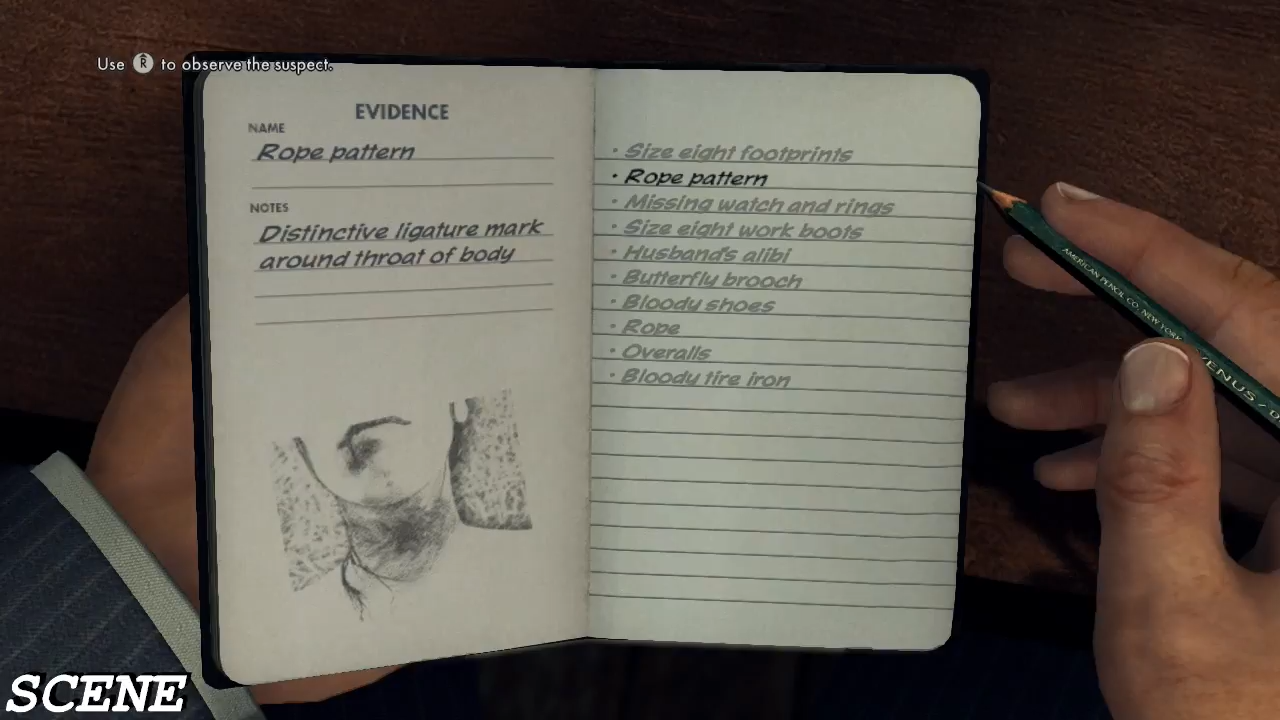 Use R to observe the suspect.
EVIDENCE
NAME
Rope pattern
NOTES
Distinctive ligature mark
around throat of body
· Size eight footprints
· Rope pattern
· Missing watch and rings
· Size eight work boots
· Husband's alibi
· Butterfly brooch
· Bloody shoes
· Rope
· Overalls
· Bloody tire iron
AMERICAN PENCIL CO. NEW YORK
VENUS
SCENE